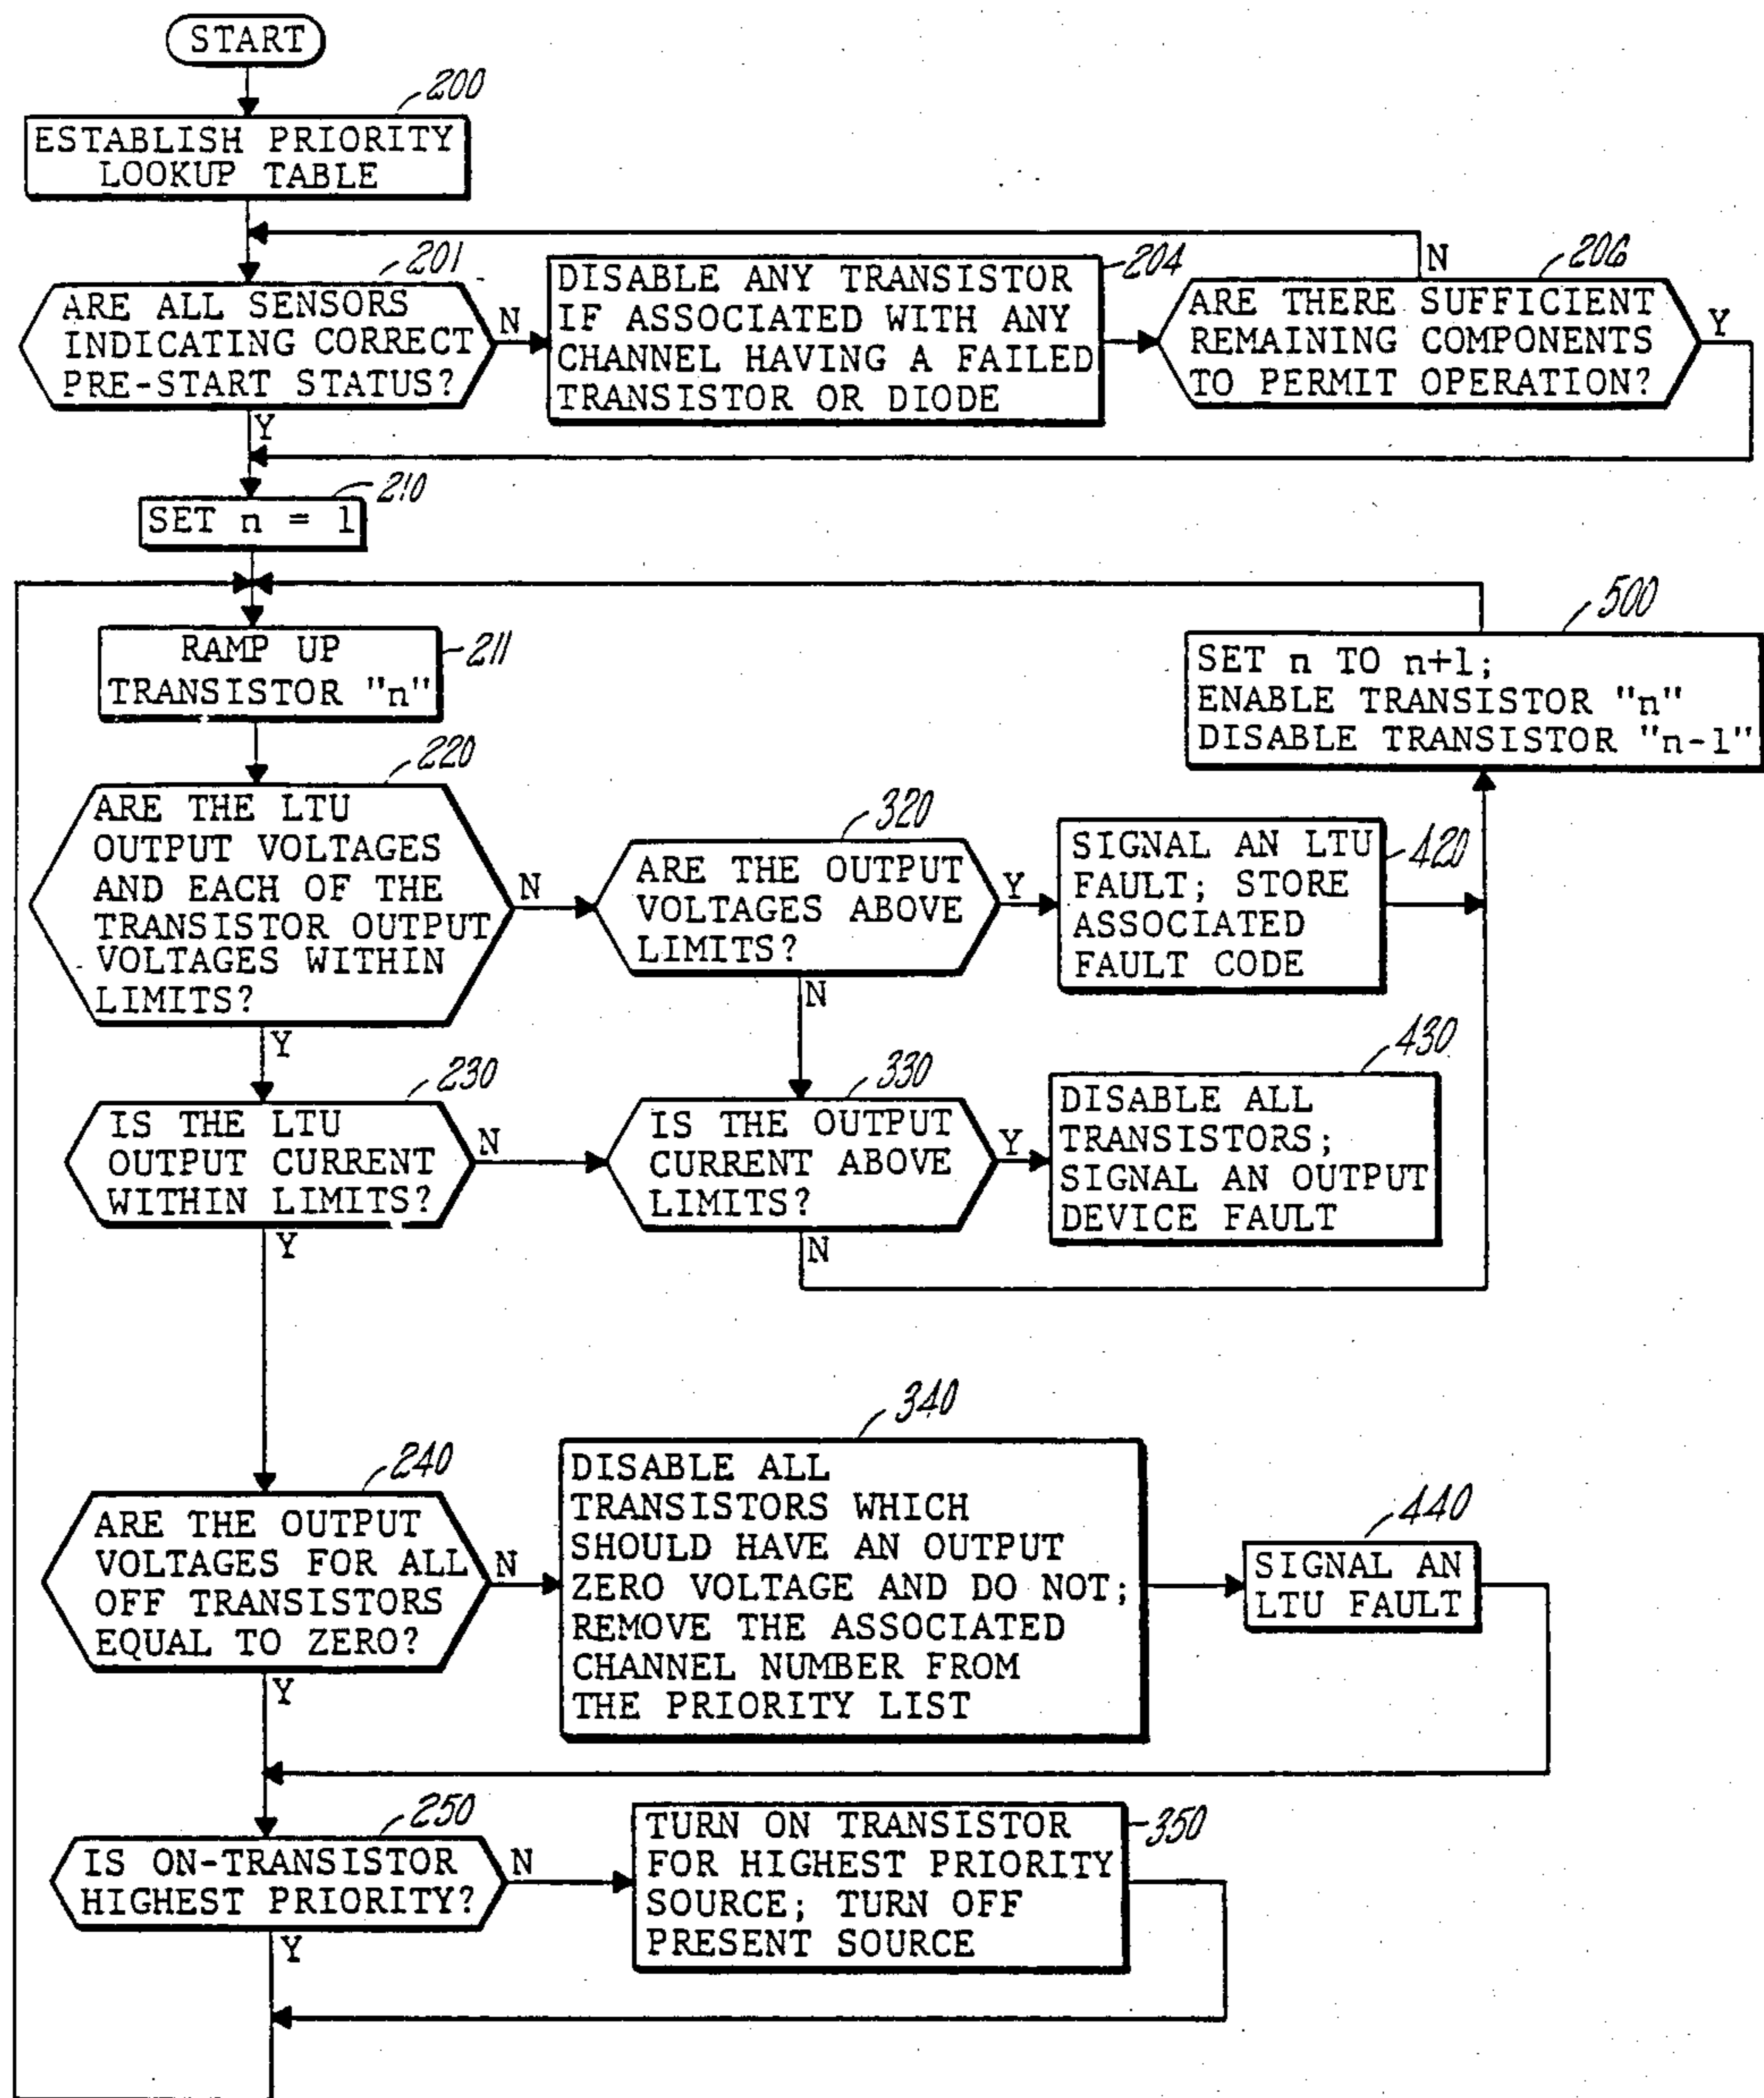 START
200
ESTABLISH PRIORITY
LOOKUP TABLE
201
ARE ALL SENSORS
INDICATING CORRECT
PRE-START STATUS?
N
Y
204
DISABLE ANY TRANSISTOR
IF ASSOCIATED WITH ANY
CHANNEL HAVING A FAILED
TRANSISTOR OR DIODE
206
ARE THERE SUFFICIENT
REMAINING COMPONENTS
TO PERMIT OPERATION?
N
Y
210
SET n = 1
211
RAMP UP
TRANSISTOR "n"
500
SET n TO n+1;
ENABLE TRANSISTOR "n"
DISABLE TRANSISTOR "n-1"
220
ARE THE LTU
OUTPUT VOLTAGES
AND EACH OF THE
TRANSISTOR OUTPUT
VOLTAGES WITHIN
LIMITS?
N
Y
320
ARE THE OUTPUT
VOLTAGES ABOVE
LIMITS?
Y
N
420
SIGNAL AN LTU
FAULT; STORE
ASSOCIATED
FAULT CODE
230
IS THE LTU
OUTPUT CURRENT
WITHIN LIMITS?
N
Y
330
IS THE OUTPUT
CURRENT ABOVE
LIMITS?
Y
N
430
DISABLE ALL
TRANSISTORS;
SIGNAL AN OUTPUT
DEVICE FAULT
240
ARE THE OUTPUT
VOLTAGES FOR ALL
OFF TRANSISTORS
EQUAL TO ZERO?
N
Y
340
DISABLE ALL
TRANSISTORS WHICH
SHOULD HAVE AN OUTPUT
ZERO VOLTAGE AND DO NOT;
REMOVE THE ASSOCIATED
CHANNEL NUMBER FROM
THE PRIORITY LIST
440
SIGNAL AN
LTU FAULT
250
IS ON-TRANSISTOR
HIGHEST PRIORITY?
N
Y
350
TURN ON TRANSISTOR
FOR HIGHEST PRIORITY
SOURCE; TURN OFF
PRESENT SOURCE